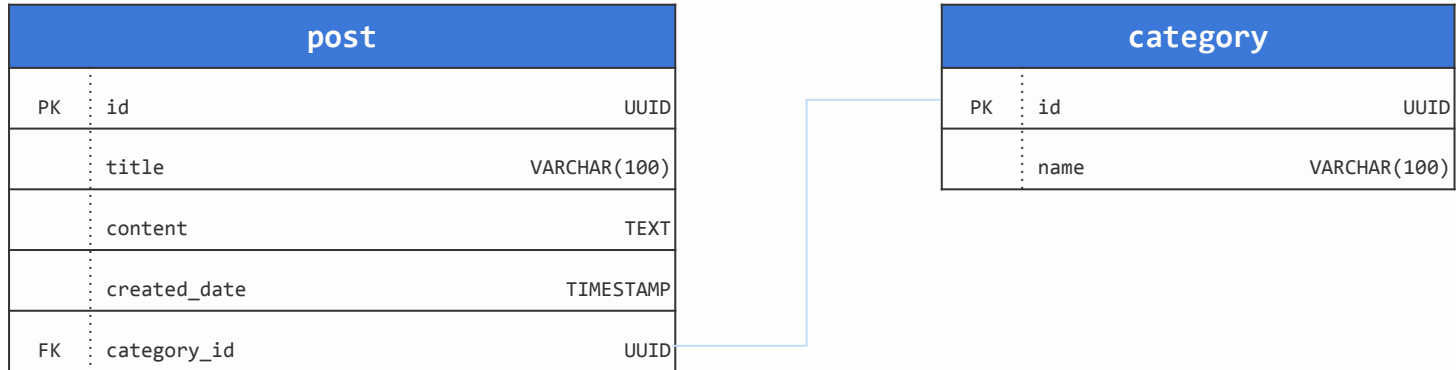 post
PK id UUID
title VARCHAR(100)
content TEXT
created_date TIMESTAMP
FK category_id UUID
category
PK id UUID
name VARCHAR(100)